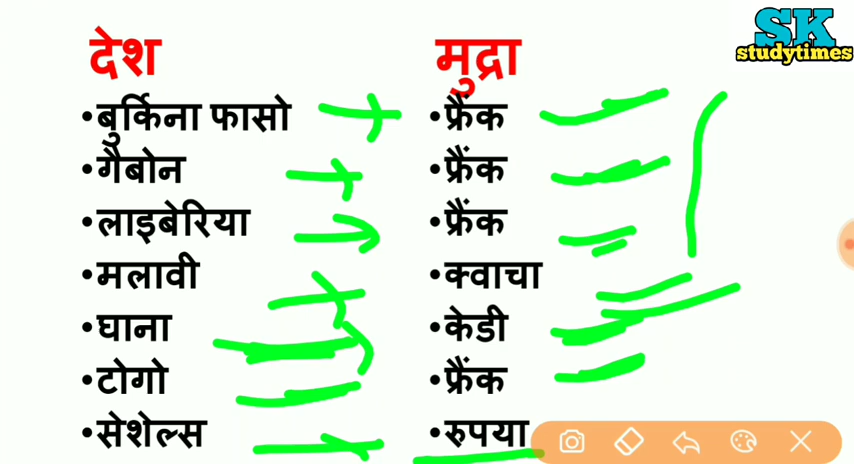 SK
studytimes
देश मुद्रा
•बुर्किना फासो •फ्रैंक
•गैबोन •फ्रैंक
•लाइबेरिया •फ्रैंक
•मलावी •क्वाचा
•घाना •केडी
•टोगो •फ्रैंक
•सेशेल्स •रुपया